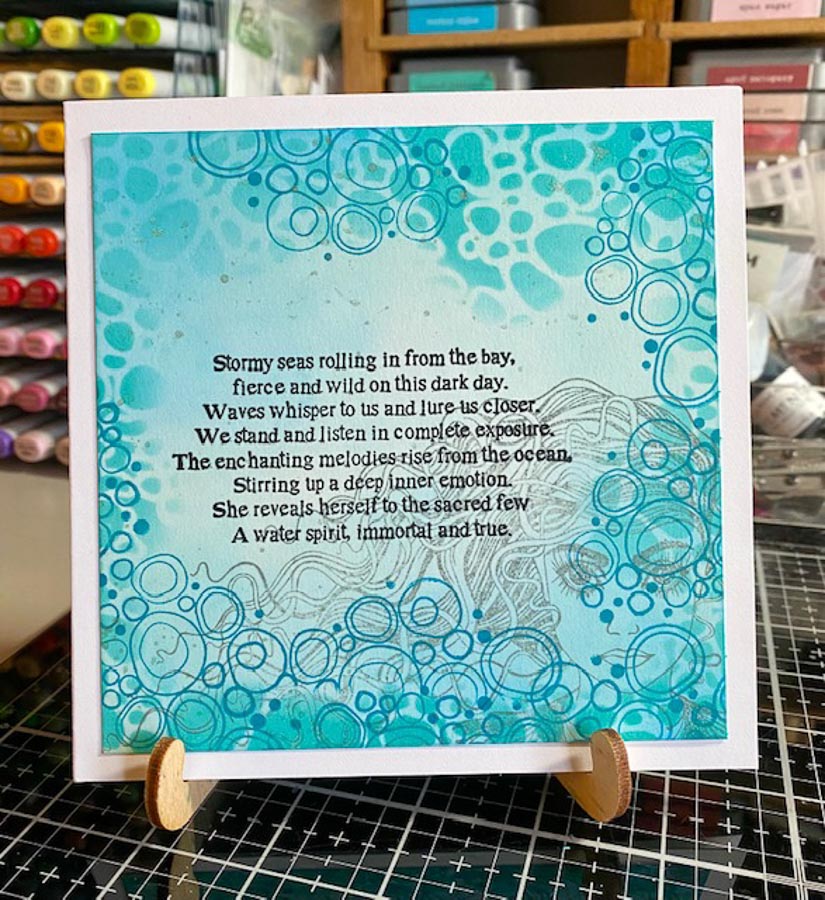 Stormy seas rolling in from the bay,
fierce and wild on this dark day.
Waves whisper to us and lure us closer.
We stand and listen in complete exposure.
The enchanting melodies rise from the ocean.
Stirring up a deep inner emotion.
She reveals herself to the sacred few
A water spirit, immortal and true.